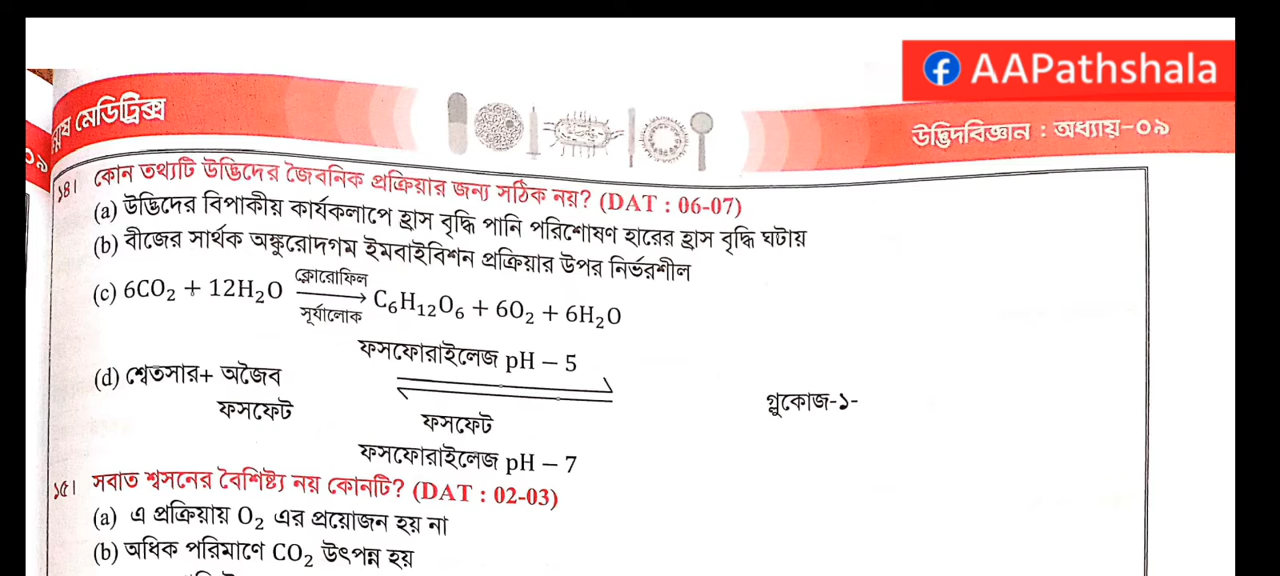 AAPathshala
মেডিট্রিক্স
উদ্ভিদবিজ্ঞান : অধ্যায়-০৯
০৯
১৪। কোন তথ্যটি উদ্ভিদের জৈবনিক প্রক্রিয়ার জন্য সঠিক নয়? (DAT : 06-07)
(a) উদ্ভিদের বিপাকীয় কার্যকলাপে হ্রাস বৃদ্ধি পানি পরিশোষণ হারের হ্রাস বৃদ্ধি ঘটায়
(b) বীজের সার্থক অঙ্কুরোদগম ইমবাইবিশন প্রক্রিয়ার উপর নির্ভরশীল
ক্লোরোফিল
(c) 6CO₂ + 12H₂O ⟶ C₆H₁₂O₆ + 6O₂ + 6H₂O
সূর্যালোক
ফসফোরাইলেজ pH − 5
(d) শ্বেতসার+ অজৈব
গ্লুকোজ-১-
ফসফেট
ফসফেট
ফসফোরাইলেজ pH − 7
১৫। সবাত শ্বসনের বৈশিষ্ট্য নয় কোনটি? (DAT : 02-03)
(a) এ প্রক্রিয়ায় O₂ এর প্রয়োজন হয় না
(b) অধিক পরিমাণে CO₂ উৎপন্ন হয়